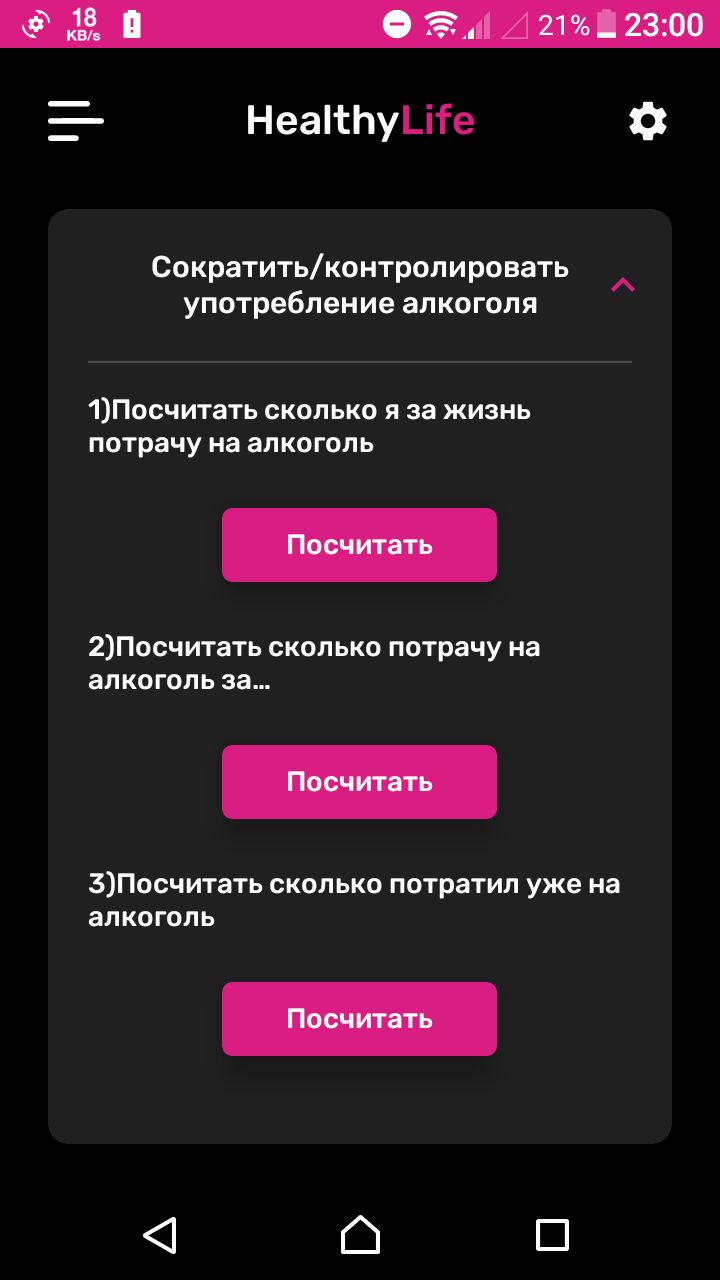 18
KB/s
21%
23:00
HealthyLife
Сократить/контролировать
употребление алкоголя
1)Посчитать сколько я за жизнь
потрачу на алкоголь
Посчитать
2)Посчитать сколько потрачу на
алкоголь за...
Посчитать
3)Посчитать сколько потратил уже на
алкоголь
Посчитать